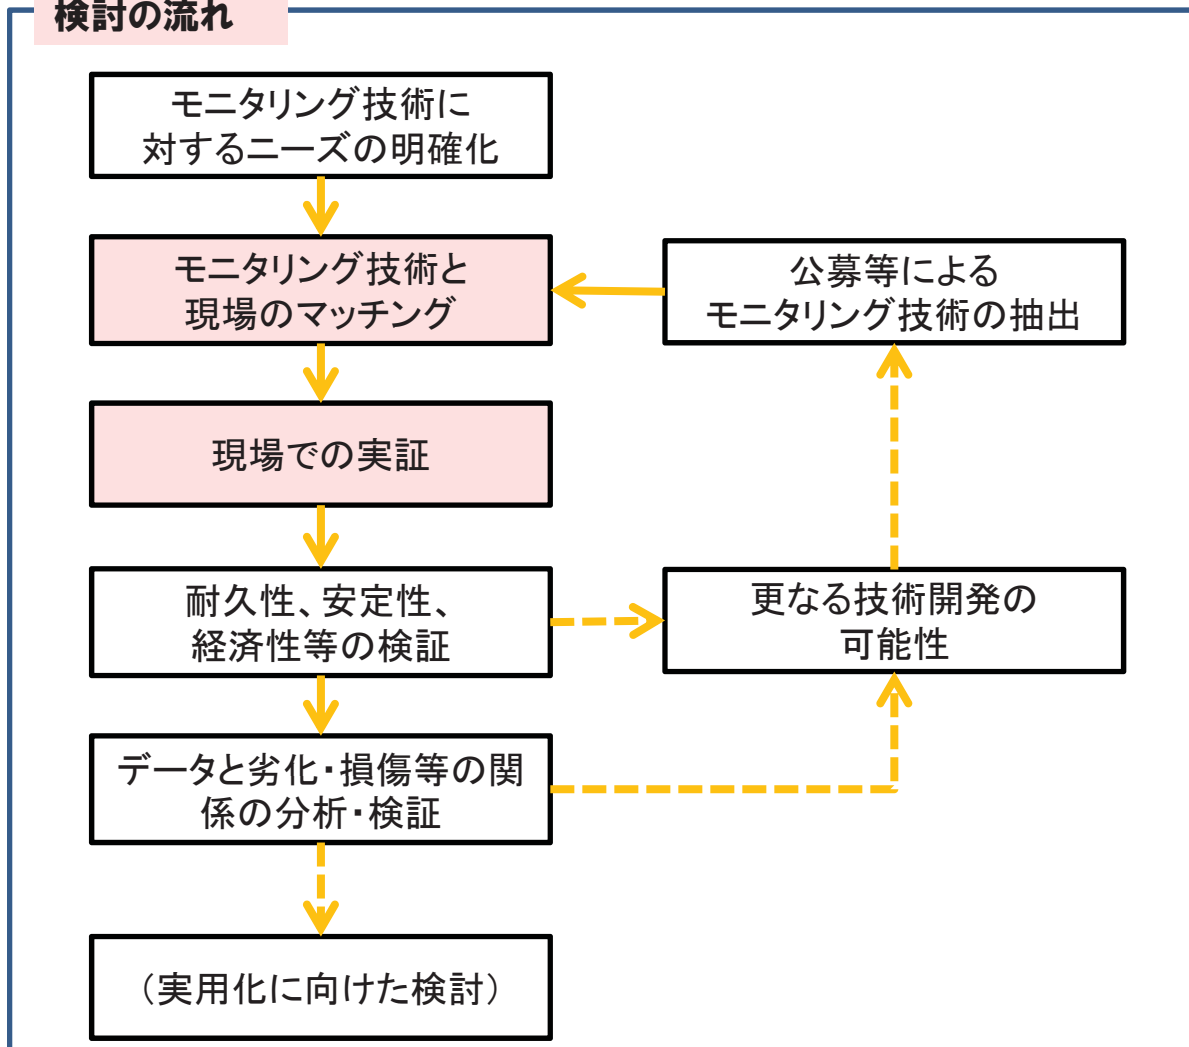 検討の流れ
モニタリング技術に
対するニーズの明確化
モニタリング技術と
現場のマッチング
公募等による
モニタリング技術の抽出
現場での実証
耐久性、安定性、
経済性等の検証
更なる技術開発の
可能性
データと劣化・損傷等の関
係の分析・検証
（実用化に向けた検討）